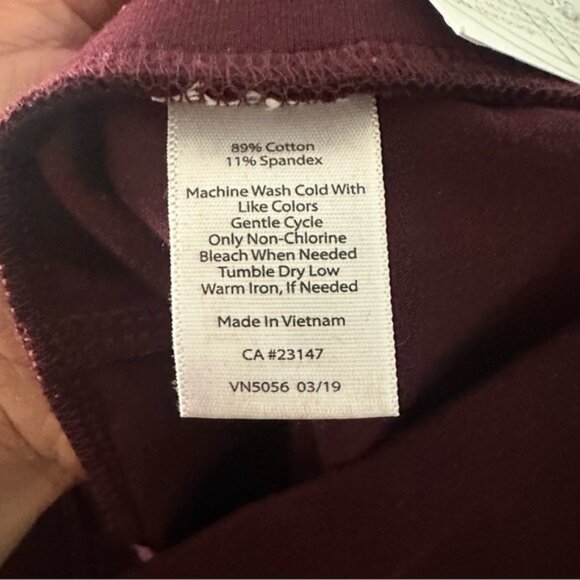 89% Cotton
11% Spandex
Machine Wash Cold With
Like Colors
Gentle Cycle
Only Non-Chlorine
Bleach When Needed
Tumble Dry Low
Warm Iron, If Needed
Made In Vietnam
CA #23147
VN5056 03/19